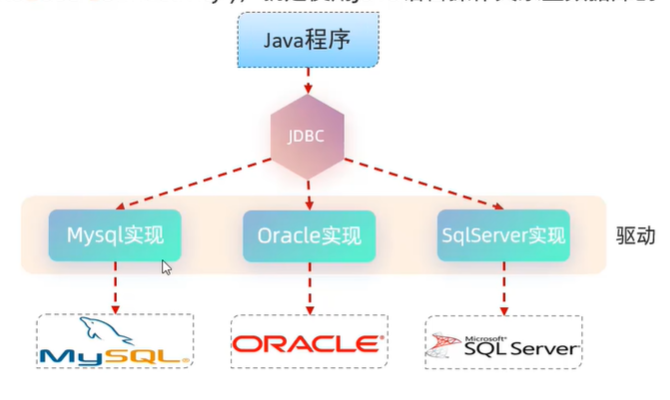 Java程序
JDBC
Mysql实现
Oracle实现
SqlServer实现
驱动
MySQL®
ORACLE®
Microsoft®
SQL Server